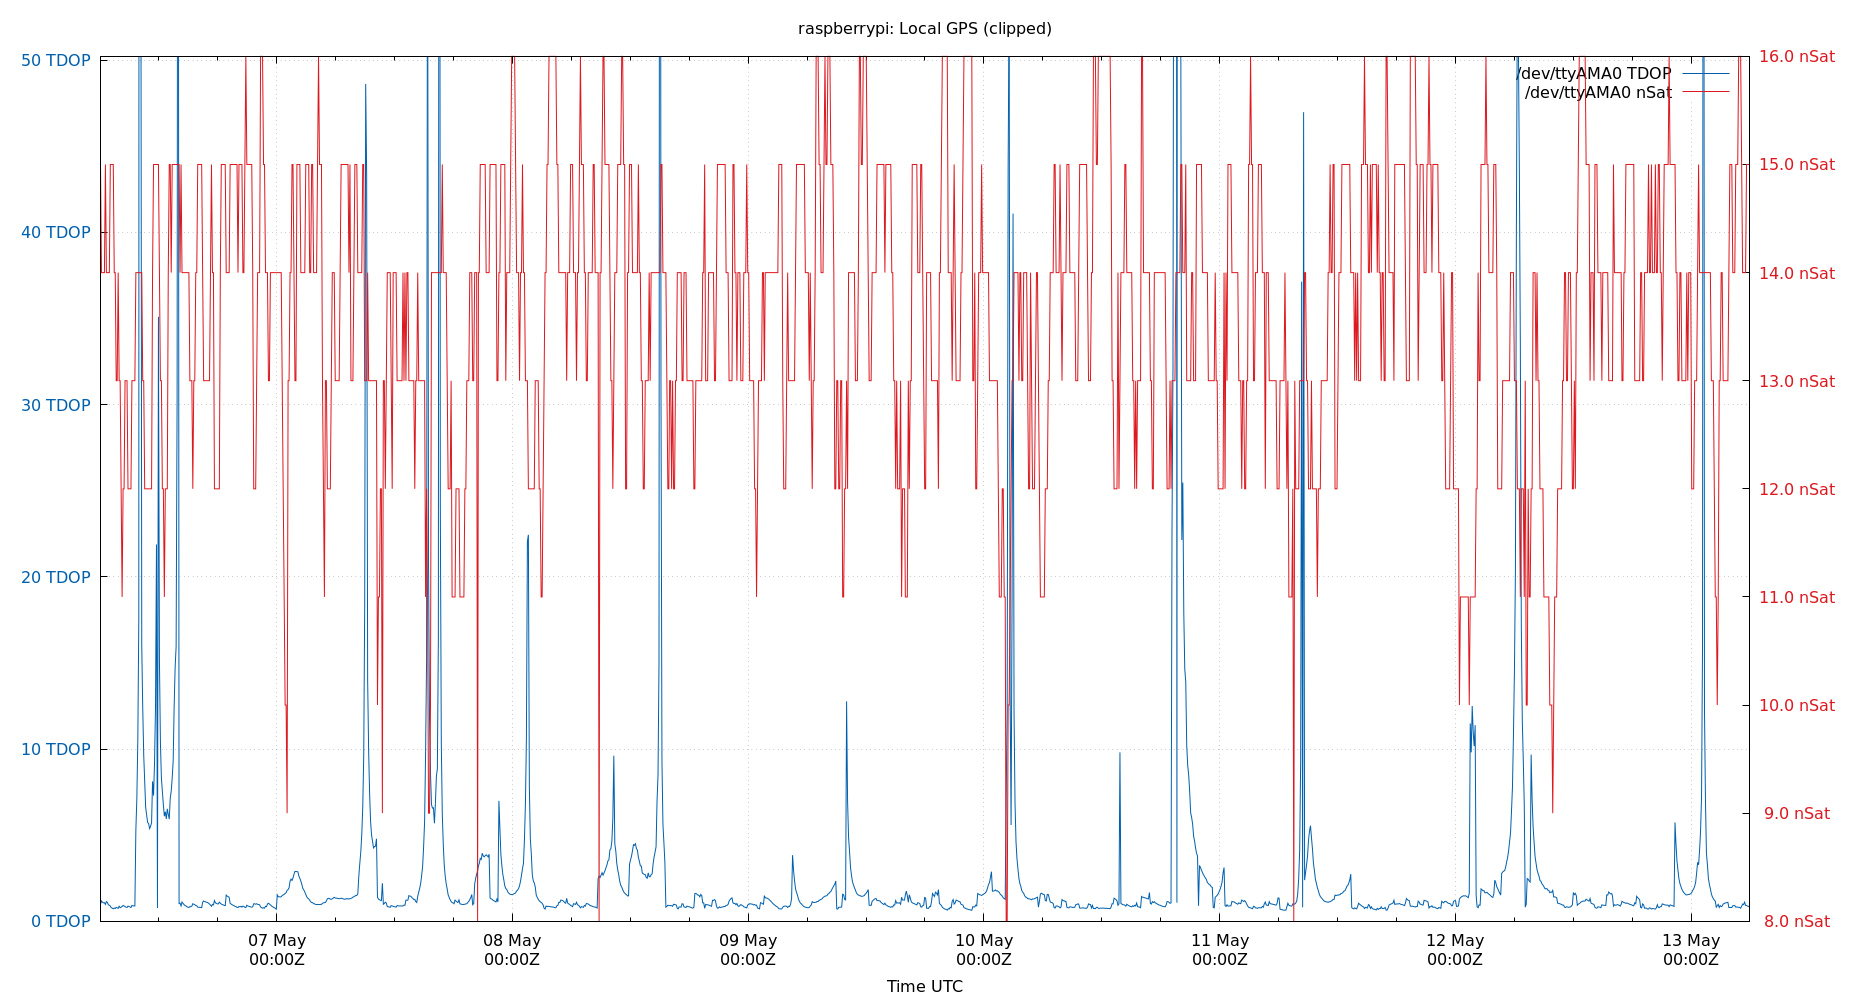 raspberrypi: Local GPS (clipped)
50 TDOP
40 TDOP
30 TDOP
20 TDOP
10 TDOP
0 TDOP
16.0 nSat
15.0 nSat
14.0 nSat
13.0 nSat
12.0 nSat
11.0 nSat
10.0 nSat
9.0 nSat
8.0 nSat
/dev/ttyAMA0 TDOP
/dev/ttyAMA0 nSat
07 May
00:00Z
08 May
00:00Z
09 May
00:00Z
10 May
00:00Z
11 May
00:00Z
12 May
00:00Z
13 May
00:00Z
Time UTC